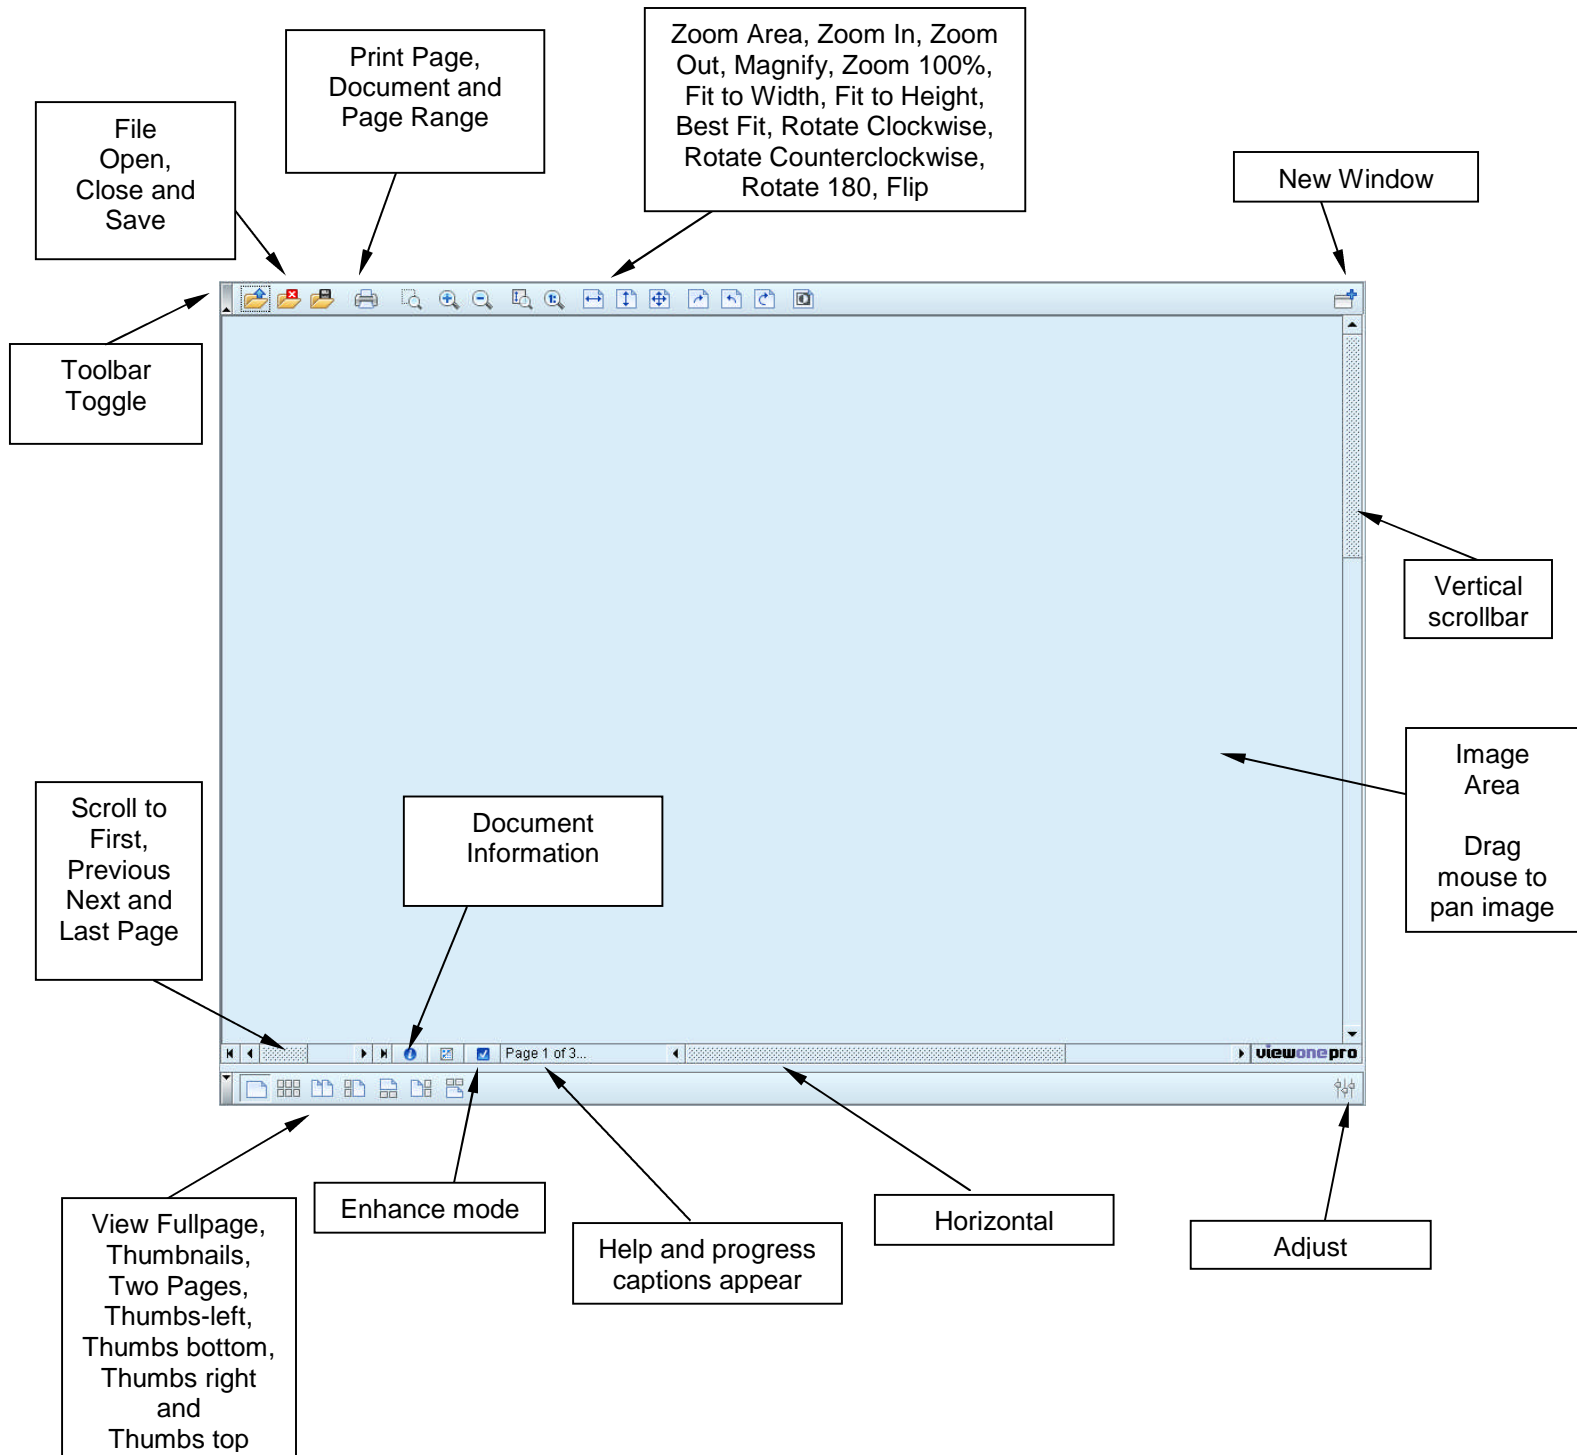 Zoom Area, Zoom In, Zoom
Out, Magnify, Zoom 100%,
Fit to Width, Fit to Height,
Best Fit, Rotate Clockwise,
Rotate Counterclockwise,
Rotate 180, Flip
Print Page,
Document and
Page Range
File
Open,
Close and
Save
New Window
Toolbar
Toggle
Vertical
scrollbar
Image
Area
Drag
mouse to
pan image
Scroll to
First,
Previous
Next and
Last Page
Document
Information
Page 1 of 3...
viewonepro
Enhance mode
Help and progress
captions appear
Horizontal
Adjust
View Fullpage,
Thumbnails,
Two Pages,
Thumbs-left,
Thumbs bottom,
Thumbs right
and
Thumbs top